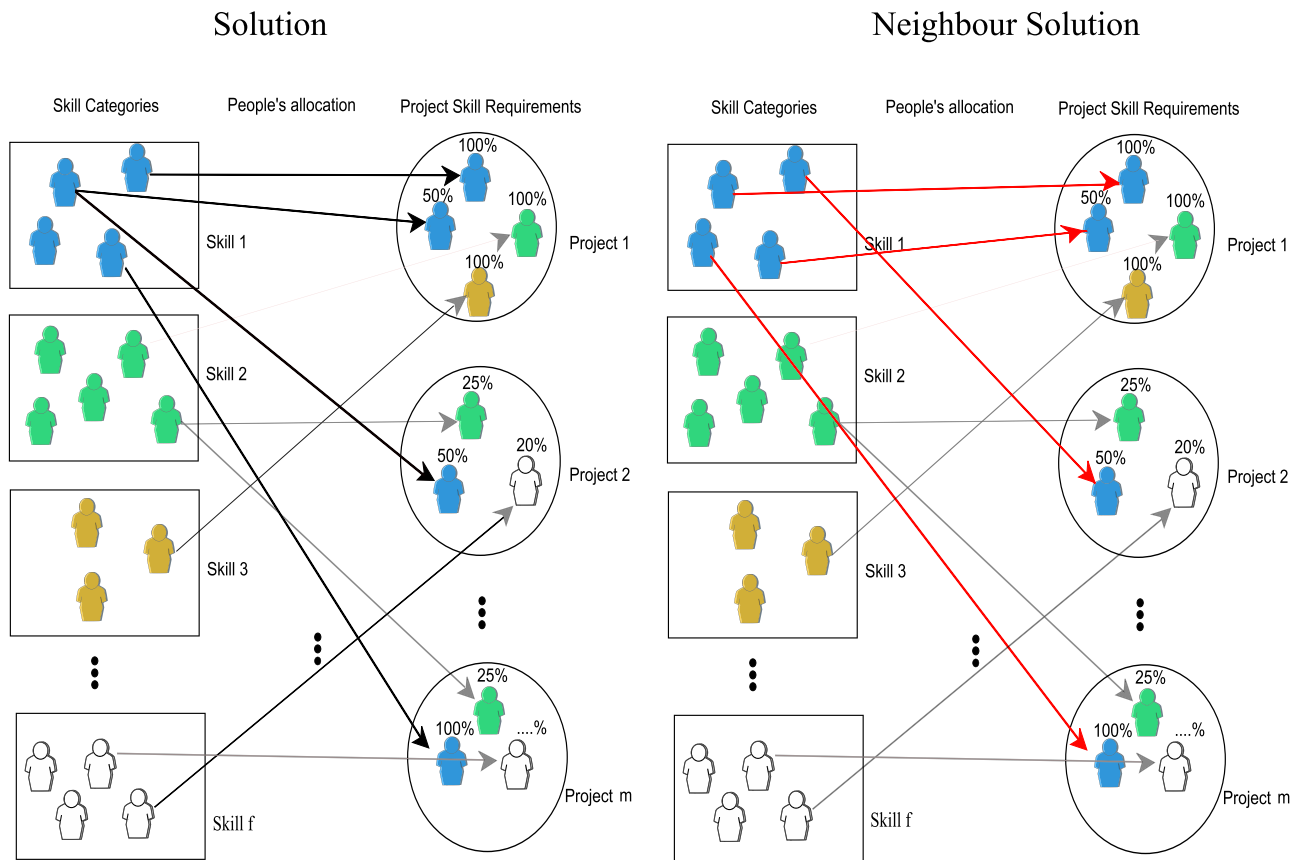 Solution
Skill Categories
People's allocation
Project Skill Requirements
100%
50%
100%
Skill 1
Project 1
100%
Skill 2
25%
20%
50%
Project 2
Skill 3
25%
100%
....%
Project m
Skill f
Neighbour Solution
Skill Categories
People's allocation
Project Skill Requirements
100%
50%
100%
Skill 1
Project 1
100%
Skill 2
25%
20%
50%
Project 2
Skill 3
25%
100%
....%
Project m
Skill f